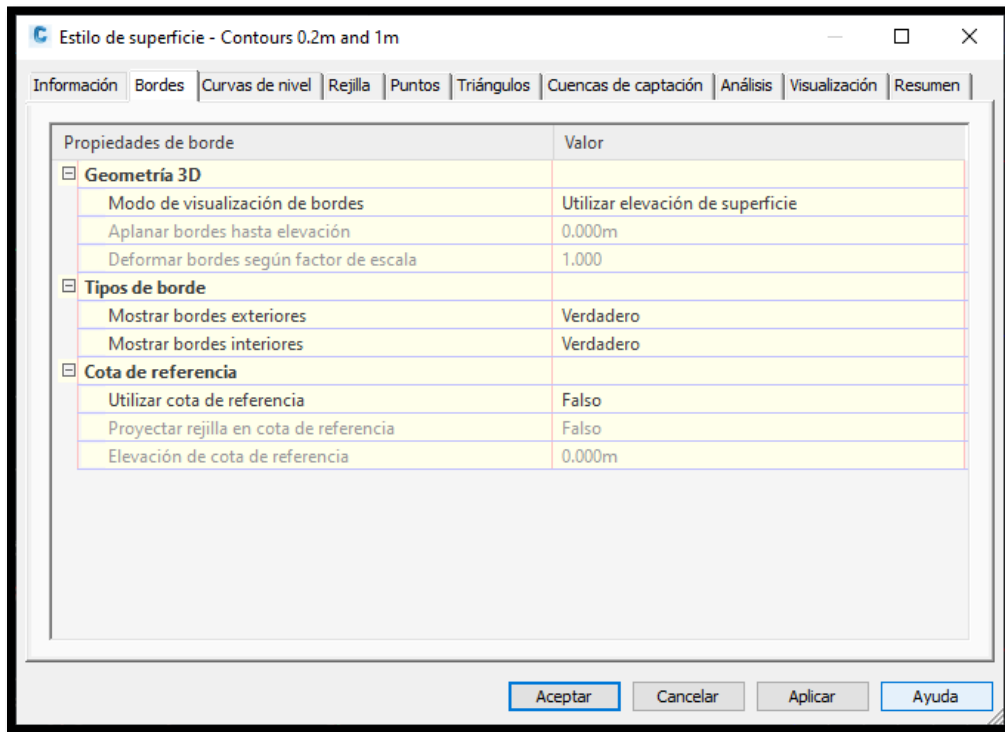 Estilo de superficie - Contours 0.2m and 1m
Información Bordes Curvas de nivel Rejilla Puntos Triángulos Cuencas de captación Análisis Visualización Resumen
Propiedades de borde Valor
Geometría 3D
Modo de visualización de bordes Utilizar elevación de superficie
Aplanar bordes hasta elevación 0.000m
Deformar bordes según factor de escala 1.000
Tipos de borde
Mostrar bordes exteriores Verdadero
Mostrar bordes interiores Verdadero
Cota de referencia
Utilizar cota de referencia Falso
Proyectar rejilla en cota de referencia Falso
Elevación de cota de referencia 0.000m
Aceptar Cancelar Aplicar Ayuda